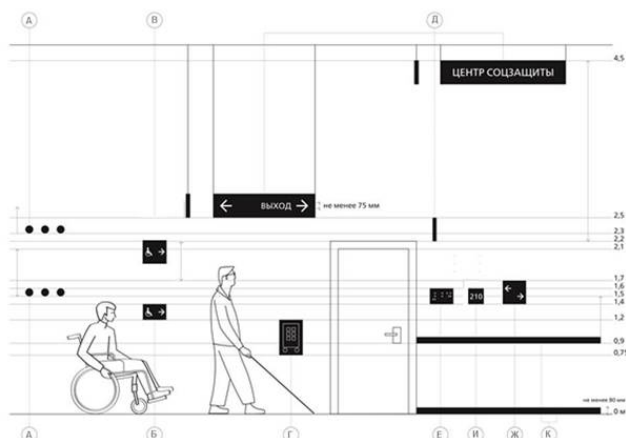 А В Д
4,5
ЦЕНТР СОЦЗАЩИТЫ
← ВЫХОД →
не менее 75 мм
2,5
2,3
2,2
2,1
1,7
1,6
1,5
1,4
210
1,2
0,9
0,75
не менее 80 мм
0 м
А Б Г Е И Ж К